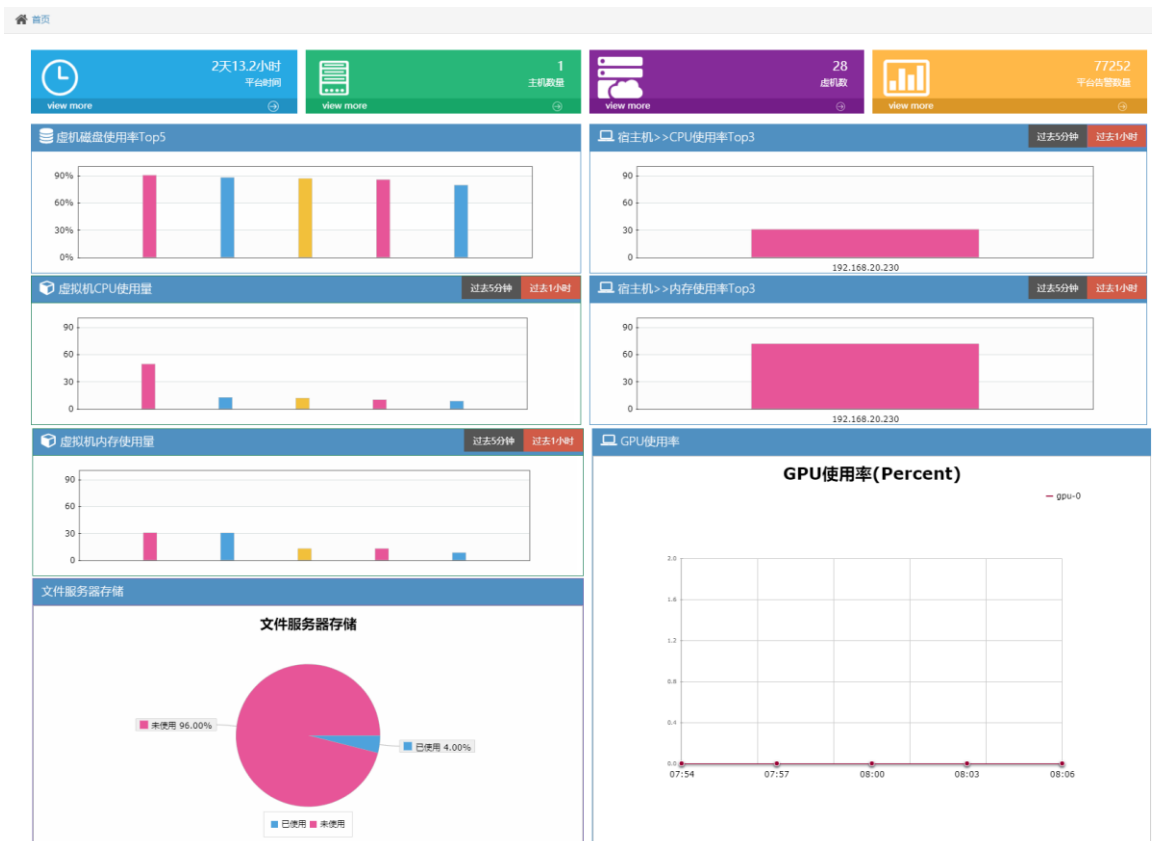 首页
2天13.2小时
平台时间
view more
1
主机数量
view more
28
虚机数
view more
77252
平台告警数量
view more
虚机磁盘使用率Top5
90%
60%
30%
0%
宿主机>>CPU使用率Top3
过去5分钟 过去1小时
90
60
30
0
192.168.20.230
虚拟机CPU使用量
过去5分钟 过去1小时
90
60
30
0
宿主机>>内存使用率Top3
过去5分钟 过去1小时
90
60
30
0
192.168.20.230
虚拟机内存使用量
过去5分钟 过去1小时
90
60
30
0
GPU使用率
GPU使用率(Percent)
gpu-0
2.0
1.6
1.2
0.8
0.4
0.0
07:54 07:57 08:00 08:03 08:06
文件服务器存储
文件服务器存储
未使用 96.00%
已使用 4.00%
已使用 未使用